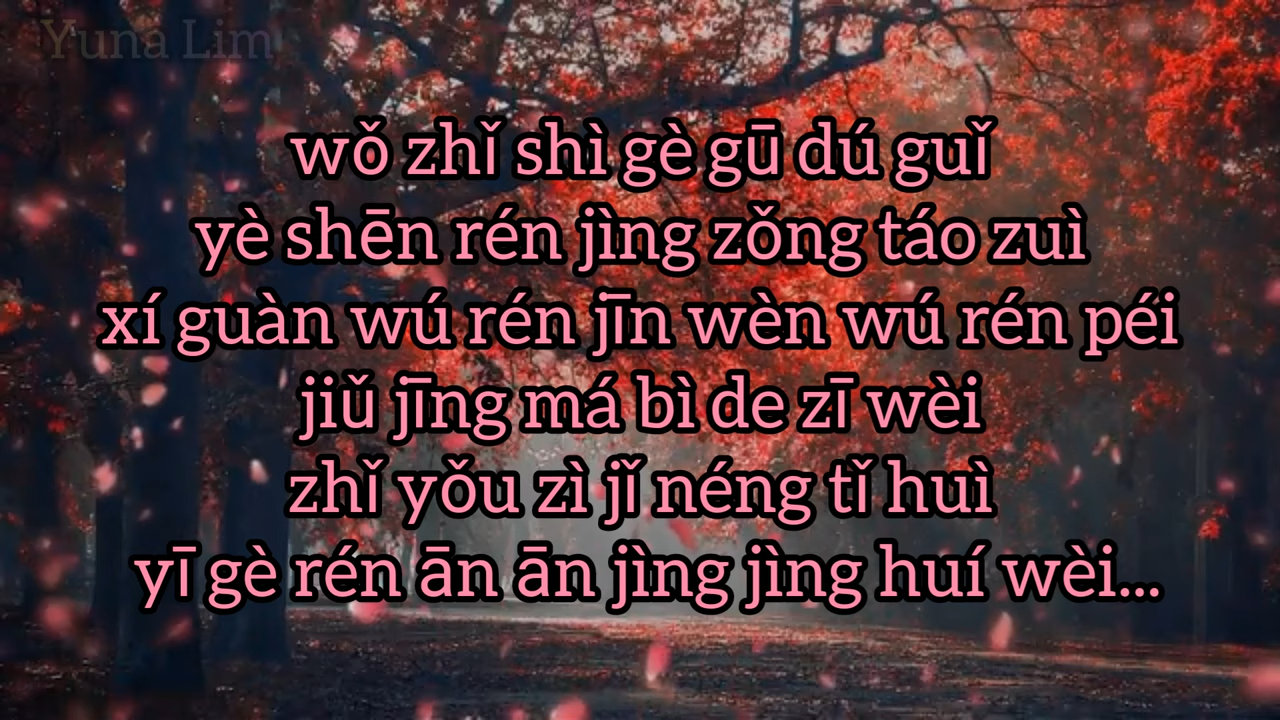 Yuna Lim
wǒ zhǐ shì gè gū dú guǐ
yè shēn rén jìng zǒng táo zuì
xí guàn wú rén jīn wèn wú rén péi
jiǔ jīng má bì de zī wèi
zhǐ yǒu zì jǐ néng tǐ huì
yī gè rén ān ān jìng jìng huí wèi...